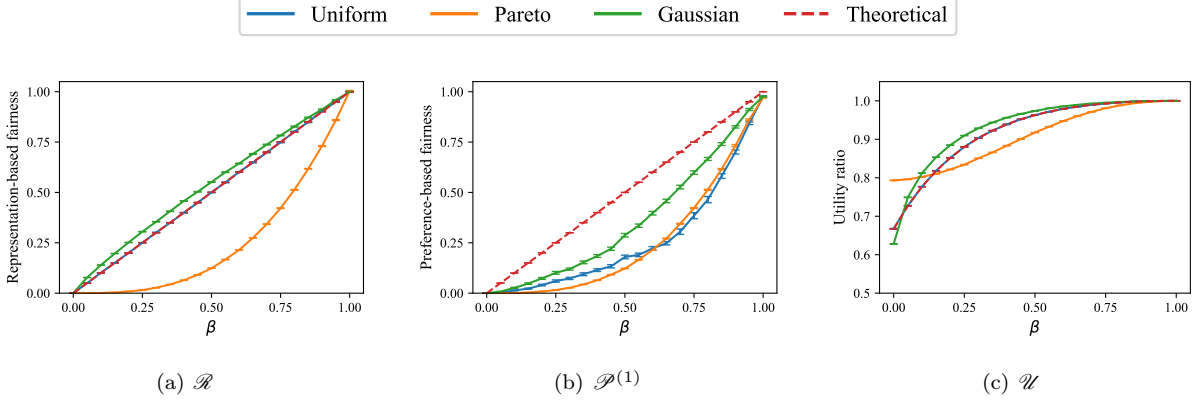 Uniform Pareto Gaussian Theoretical
Representation-based fairness
1.00
0.75
0.50
0.25
0.00
0.00 0.25 0.50 0.75 1.00
β
(a) ℛ
Preference-based fairness
1.00
0.75
0.50
0.25
0.00
0.00 0.25 0.50 0.75 1.00
β
(b) 𝒫(1)
Utility ratio
1.0
0.9
0.8
0.7
0.6
0.5
0.00 0.25 0.50 0.75 1.00
β
(c) 𝒰